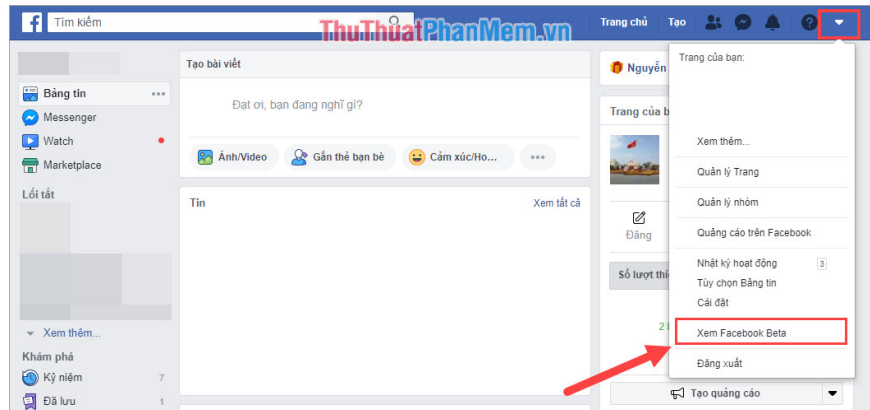 f
Tìm kiếm
ThuThuatPhanMem.vn
Trang chủ
Tạo
Bảng tin
Messenger
Watch
Marketplace
Lối tắt
Xem thêm...
Khám phá
Kỷ niệm 7
Đã lưu 1
Tạo bài viết
Đạt ơi, bạn đang nghĩ gì?
Ảnh/Video
Gắn thẻ bạn bè
Cảm xúc/Ho...
Tin
Xem tất cả
Nguyễn
Trang của b
Đăng
Số lượt thí
2
Tạo quảng cáo
Trang của bạn:
Xem thêm...
Quản lý Trang
Quản lý nhóm
Quảng cáo trên Facebook
Nhật ký hoạt động 3
Tùy chọn Bảng tin
Cài đặt
Xem Facebook Beta
Đăng xuất